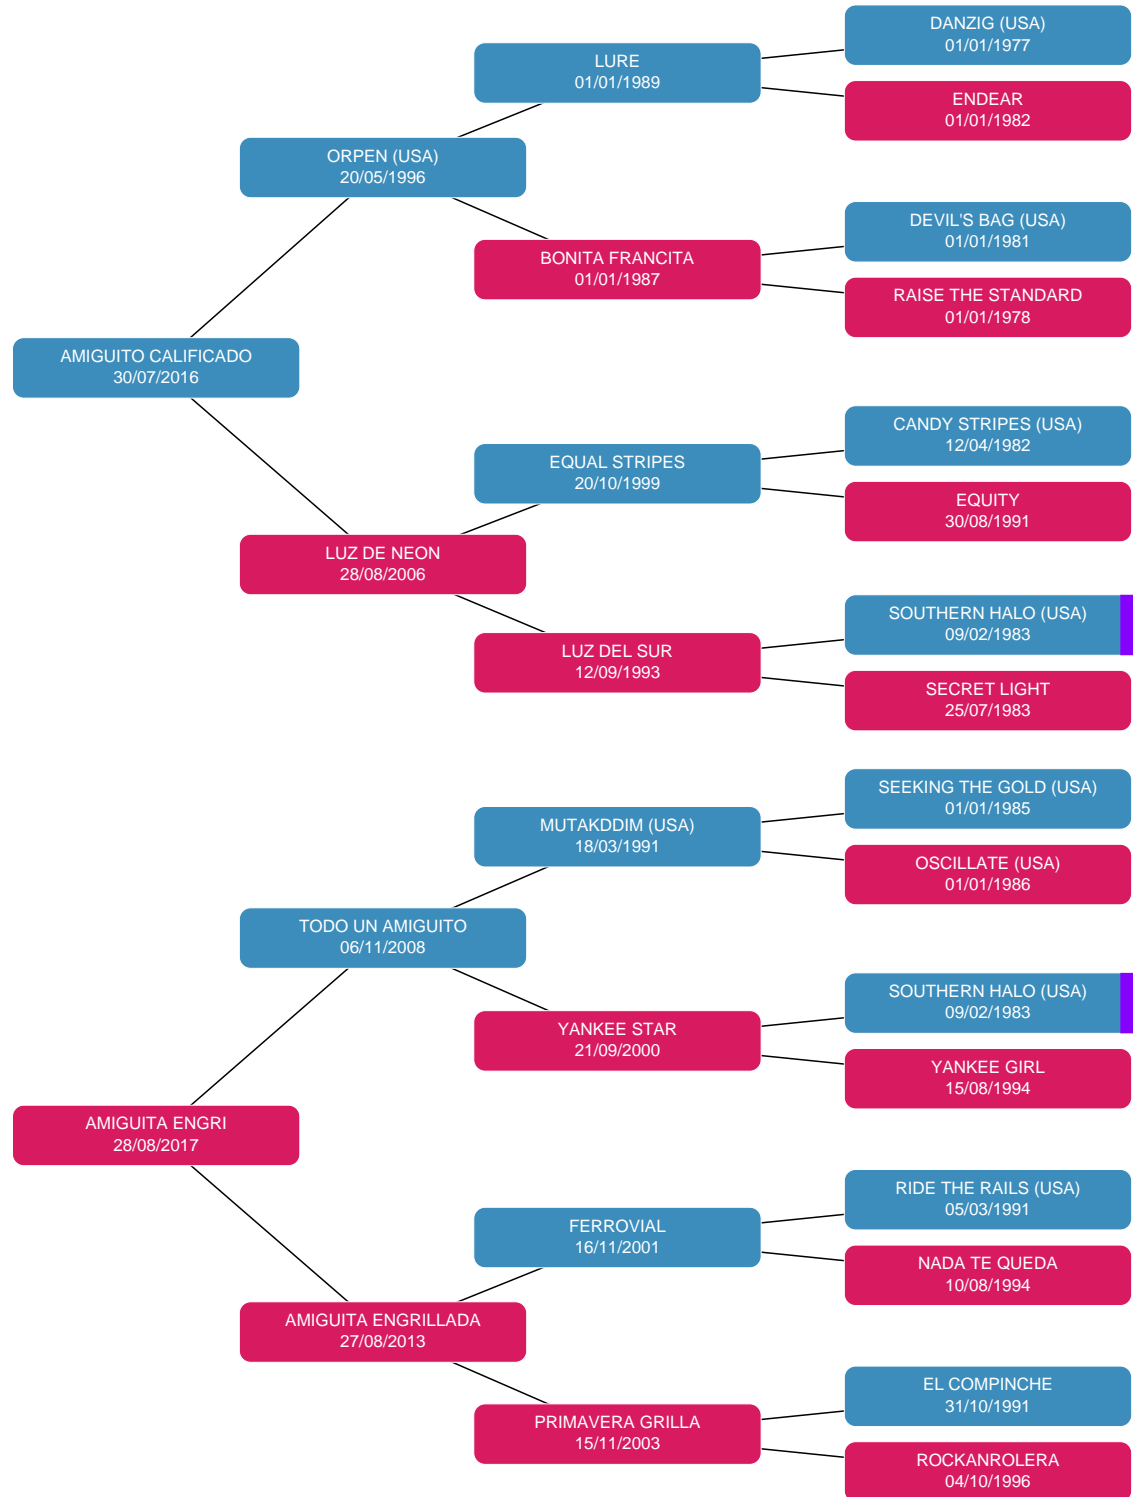 DANZIG (USA)
01/01/1977
LURE
01/01/1989
ENDEAR
01/01/1982
ORPEN (USA)
20/05/1996
DEVIL'S BAG (USA)
01/01/1981
BONITA FRANCITA
01/01/1987
RAISE THE STANDARD
01/01/1978
AMIGUITO CALIFICADO
30/07/2016
CANDY STRIPES (USA)
12/04/1982
EQUAL STRIPES
20/10/1999
EQUITY
30/08/1991
LUZ DE NEON
28/08/2006
SOUTHERN HALO (USA)
09/02/1983
LUZ DEL SUR
12/09/1993
SECRET LIGHT
25/07/1983
SEEKING THE GOLD (USA)
01/01/1985
MUTAKDDIM (USA)
18/03/1991
OSCILLATE (USA)
01/01/1986
TODO UN AMIGUITO
06/11/2008
SOUTHERN HALO (USA)
09/02/1983
YANKEE STAR
21/09/2000
YANKEE GIRL
15/08/1994
AMIGUITA ENGRI
28/08/2017
RIDE THE RAILS (USA)
05/03/1991
FERROVIAL
16/11/2001
NADA TE QUEDA
10/08/1994
AMIGUITA ENGRILLADA
27/08/2013
EL COMPINCHE
31/10/1991
PRIMAVERA GRILLA
15/11/2003
ROCKANROLERA
04/10/1996